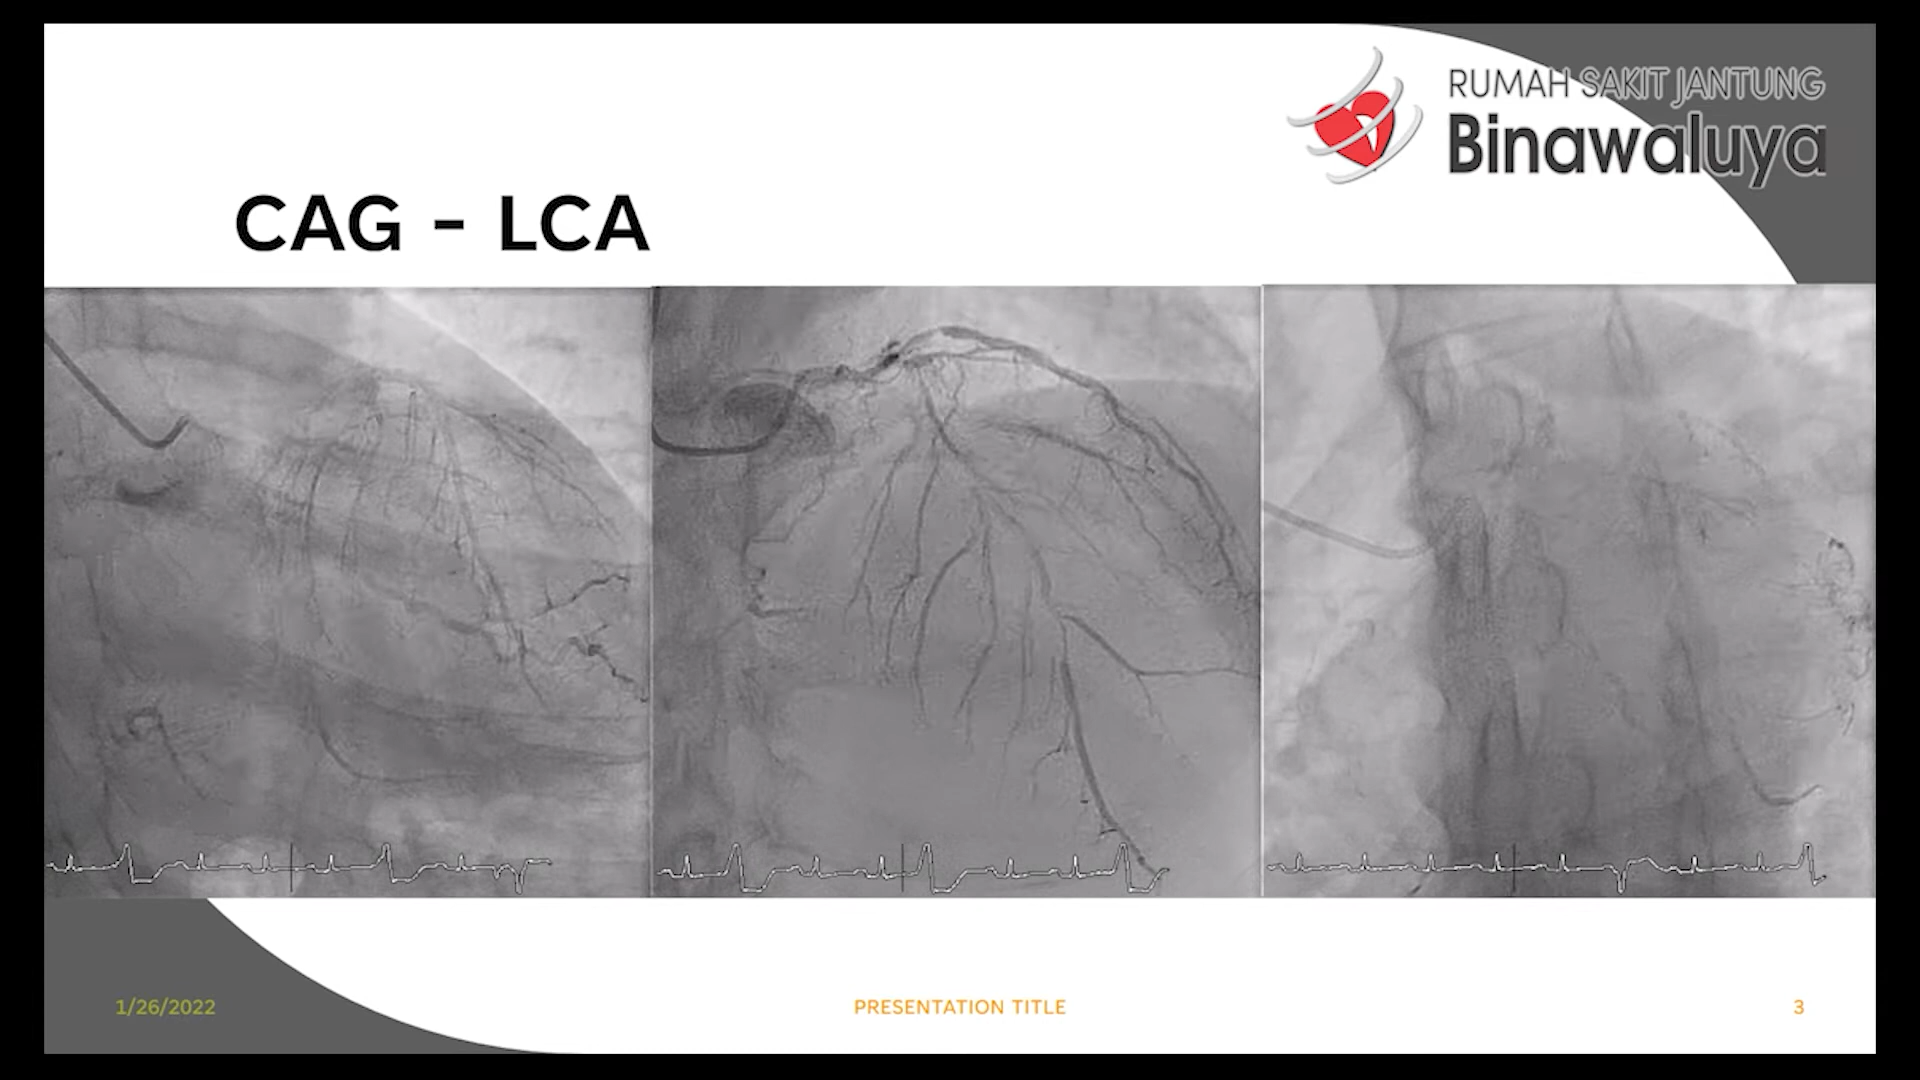 RUMAH SAKIT JANTUNG
Binawaluya
CAG - LCA
1/26/2022
PRESENTATION TITLE
3